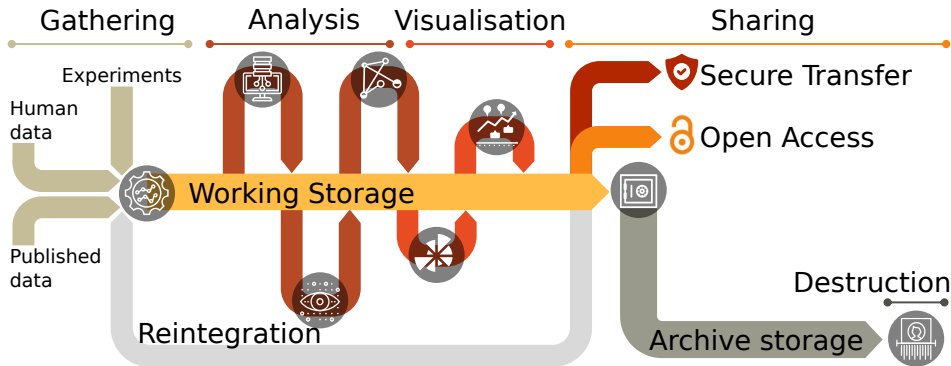 Gathering
Analysis
Visualisation
Sharing
Experiments
Human
data
Secure Transfer
Open Access
Working Storage
Published
data
Reintegration
Destruction
Archive storage